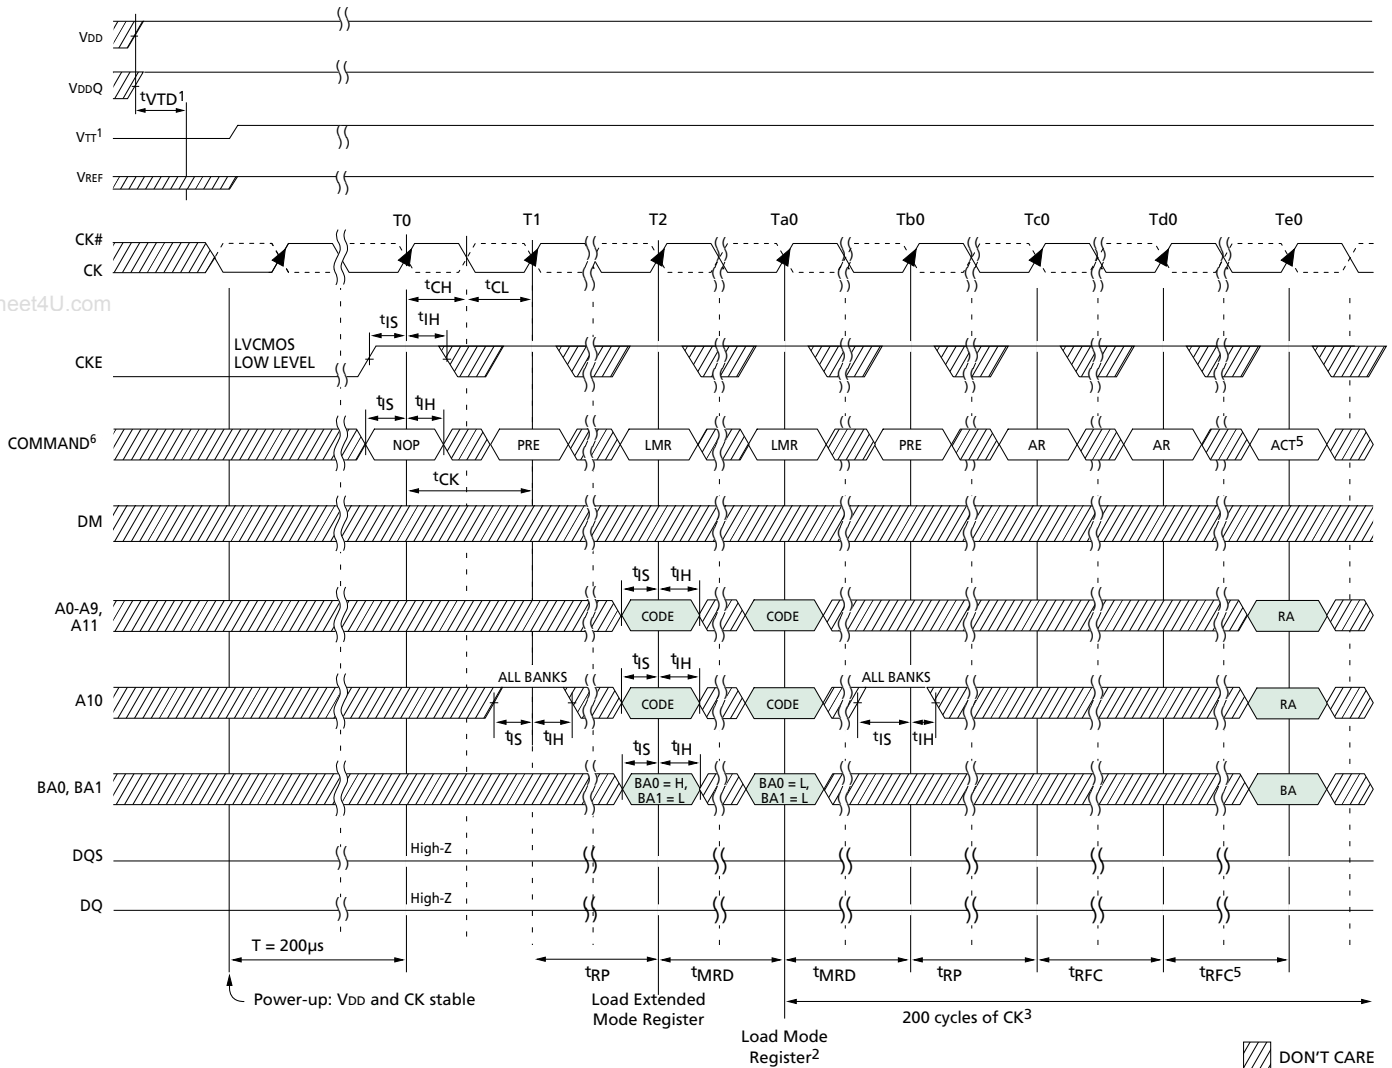 VDD
VDDQ
tVTD1
VTT1
VREF
T0 T1 T2 Ta0 Tb0 Tc0 Td0 Te0
CK#
CK
heet4U.com
tCH tCL
tIS tIH
LVCMOS
LOW LEVEL
CKE
tIS tIH
COMMAND6 NOP PRE LMR LMR PRE AR AR ACT5
tCK
DM
tIS tIH
A0-A9,
A11
CODE CODE RA
tIS tIH
ALL BANKS ALL BANKS
A10 CODE CODE RA
tIS tIH tIS tIH
tIS tIH
BA0, BA1
BA0 = H,
BA1 = L
BA0 = L,
BA1 = L
BA
DQS High-Z
DQ High-Z
T = 200µs
tRP tMRD tMRD tRP tRFC tRFC5
Power-up: VDD and CK stable
Load Extended
Mode Register
200 cycles of CK3
Load Mode
Register2
DON'T CARE